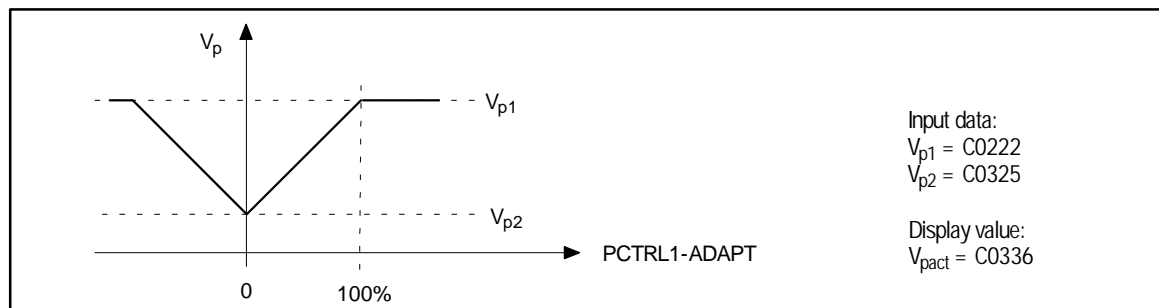 Vp
Vp1
Vp2
PCTRL1-ADAPT
0
100%
Input data:
Vp1 = C0222
Vp2 = C0325
Display value:
Vpact = C0336